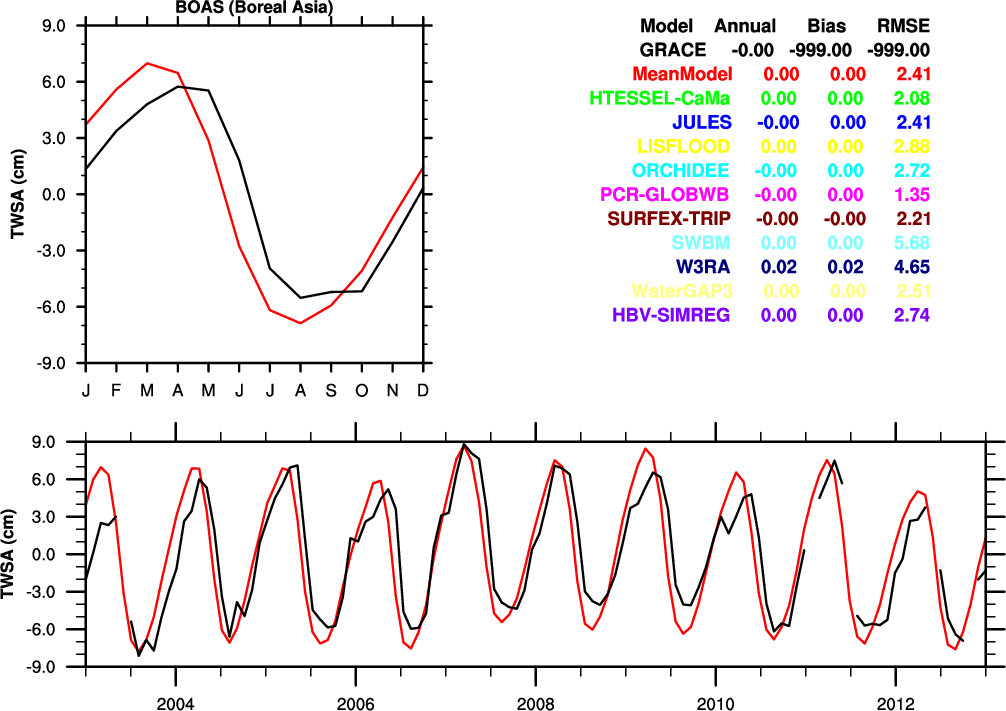 BOAS (Boreal Asia)
Model Annual Bias RMSE
GRACE -0.00 -999.00 -999.00
MeanModel 0.00 0.00 2.41
HTESSEL-CaMa 0.00 0.00 2.08
JULES -0.00 0.00 2.41
LISFLOOD 0.00 0.00 2.88
ORCHIDEE -0.00 0.00 2.72
PCR-GLOBWB -0.00 0.00 1.35
SURFEX-TRIP -0.00 -0.00 2.21
SWBM 0.00 0.00 5.68
W3RA 0.02 0.02 4.65
WaterGAP3 0.00 0.00 2.51
HBV-SIMREG 0.00 0.00 2.74
TWSA (cm)
9.0
6.0
3.0
0.0
-3.0
-6.0
-9.0
J F M A M J J A S O N D
TWSA (cm)
9.0
6.0
3.0
0.0
-3.0
-6.0
-9.0
2004 2006 2008 2010 2012